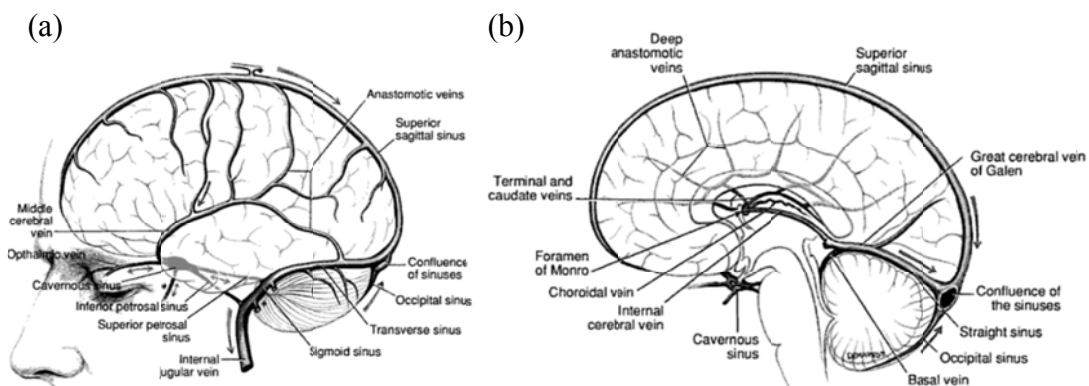 (a)
Anastomotic veins
Superior
sagittal sinus
Middle
cerebral
vein
Opthalmic vein
Cavernous sinus
Inferior petrosal sinus
Superior petrosal
sinus
Internal
jugular vein
Sigmoid sinus
Transverse sinus
Occipital sinus
Confluence
of sinuses
(b)
Deep
anastomotic
veins
Superior
sagittal sinus
Great cerebral vein
of Galen
Terminal and
caudate veins
Foramen
of Monro
Choroidal vein
Internal
cerebral vein
Cavernous
sinus
Confluence of
the sinuses
Straight sinus
Occipital sinus
Basal vein